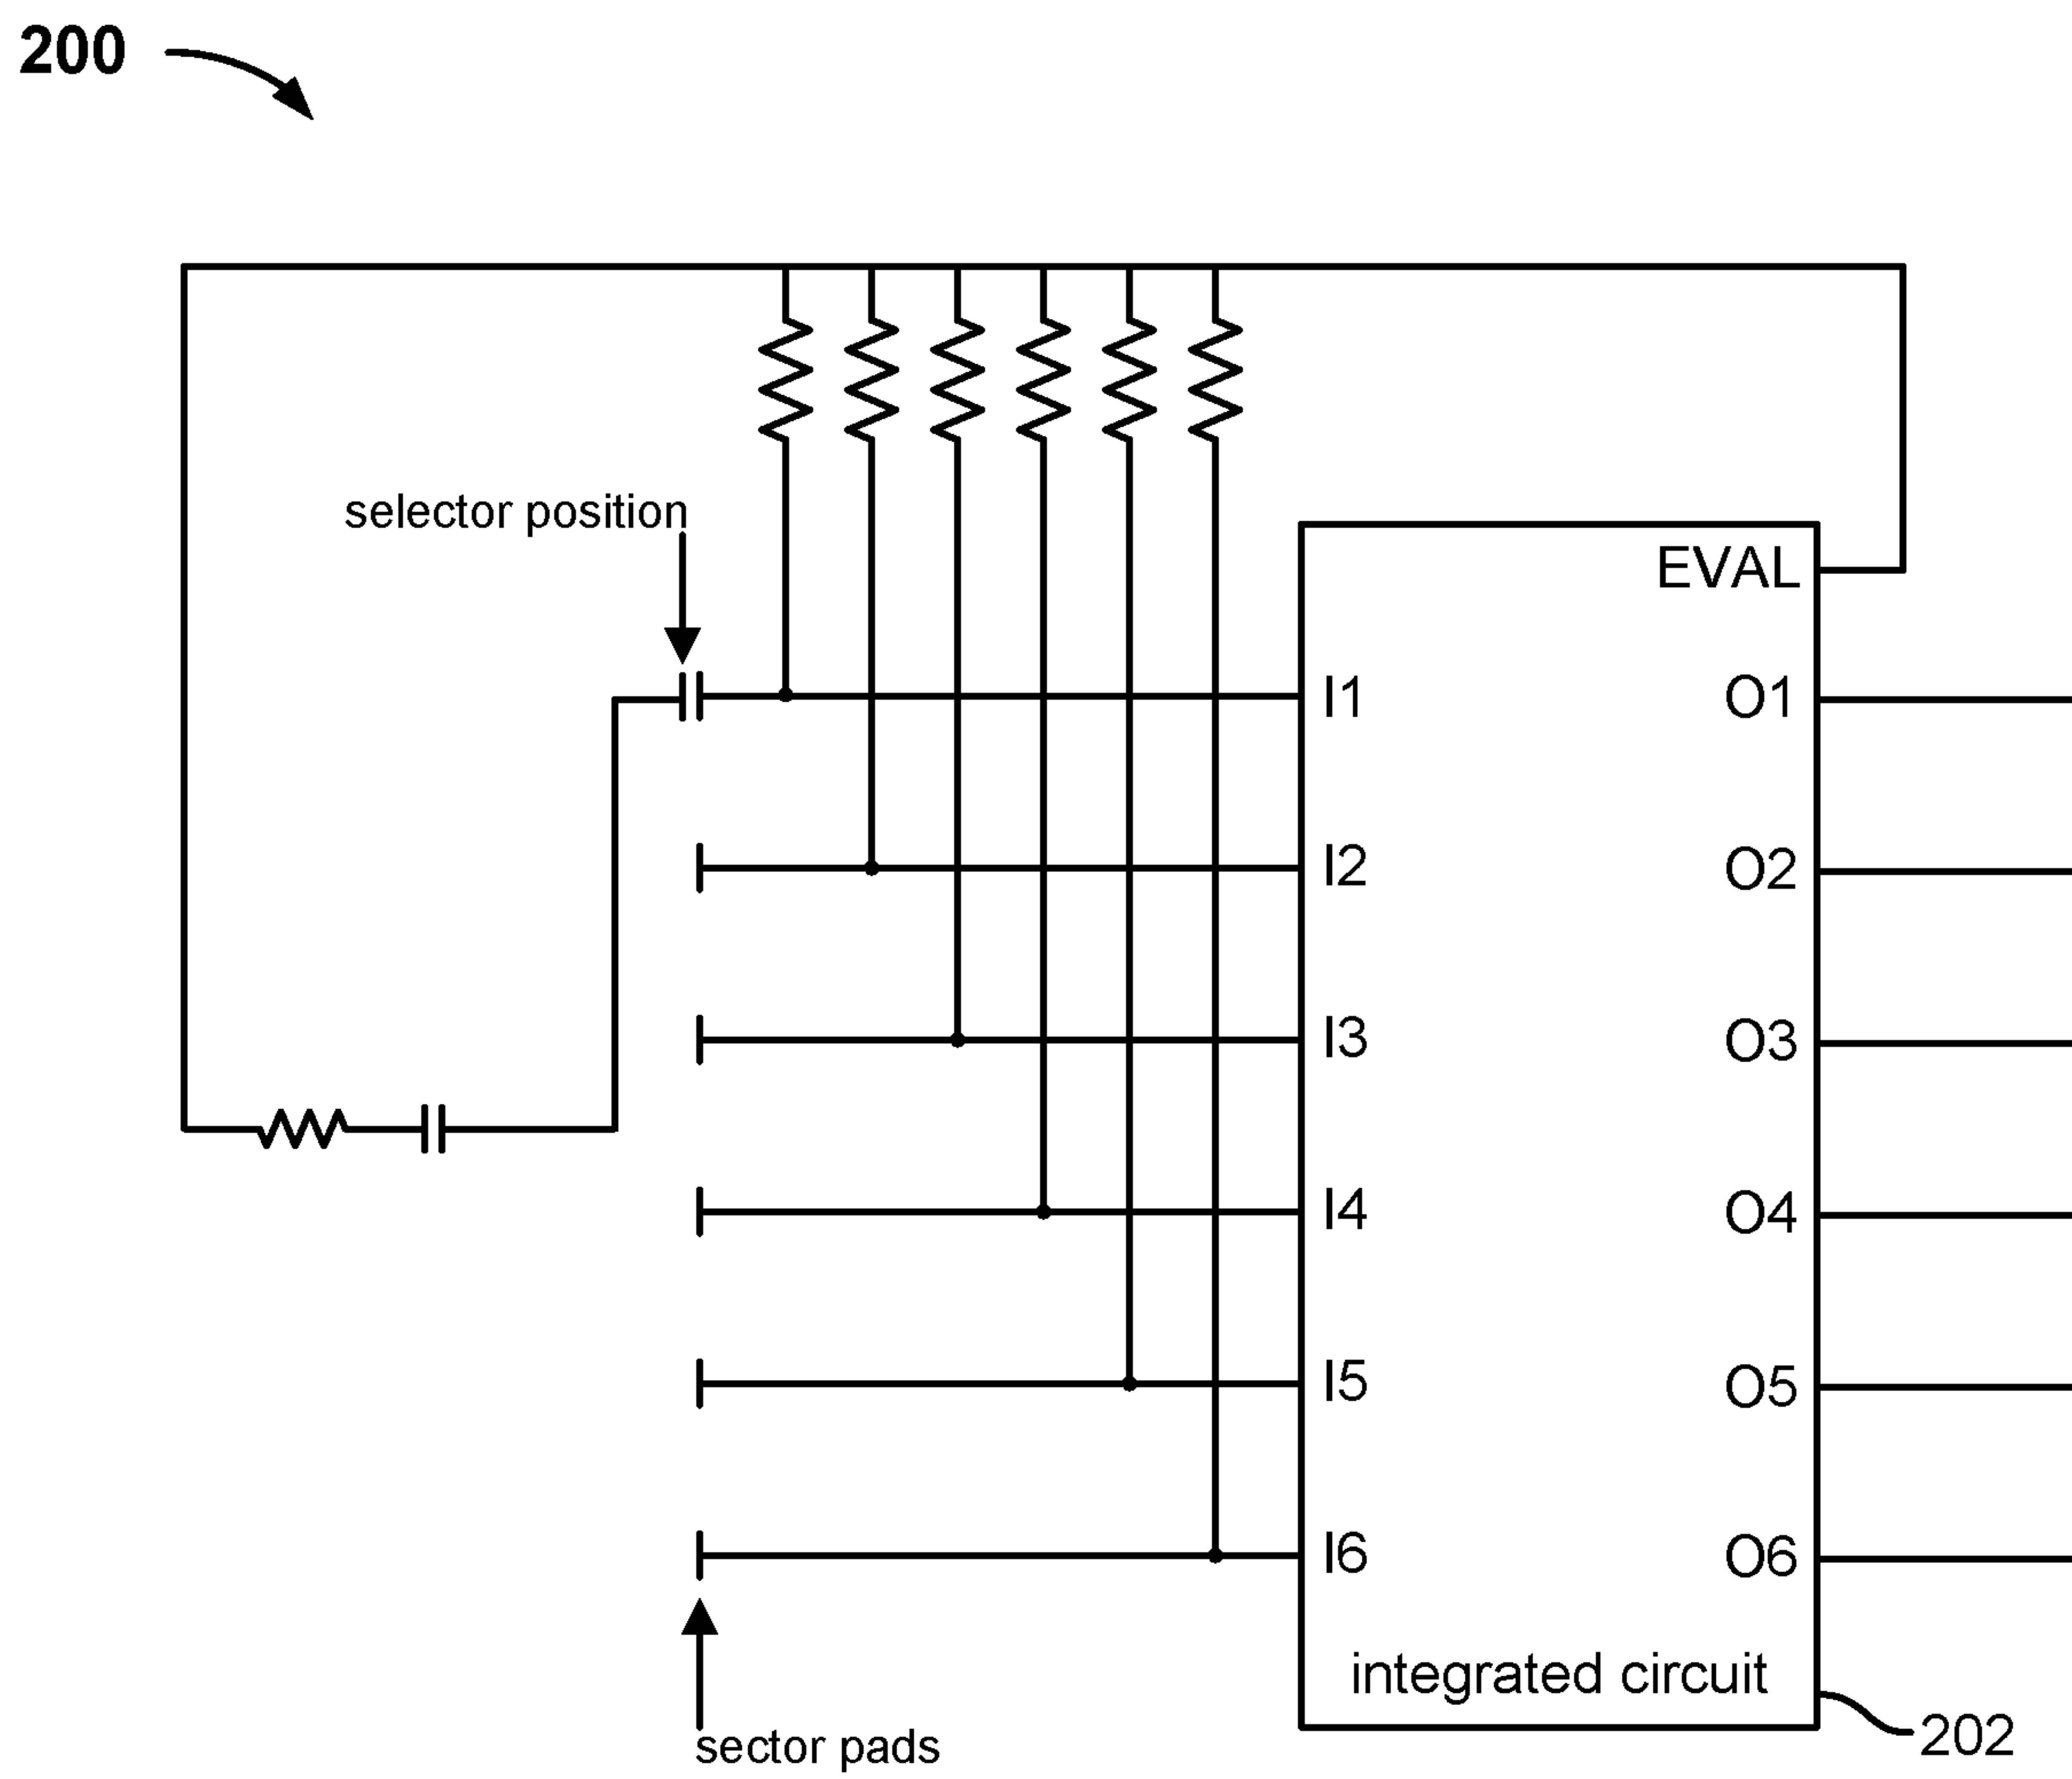 200
selector position
EVAL
I1 O1
I2 O2
I3 O3
I4 O4
I5 O5
I6 O6
integrated circuit
202
sector pads